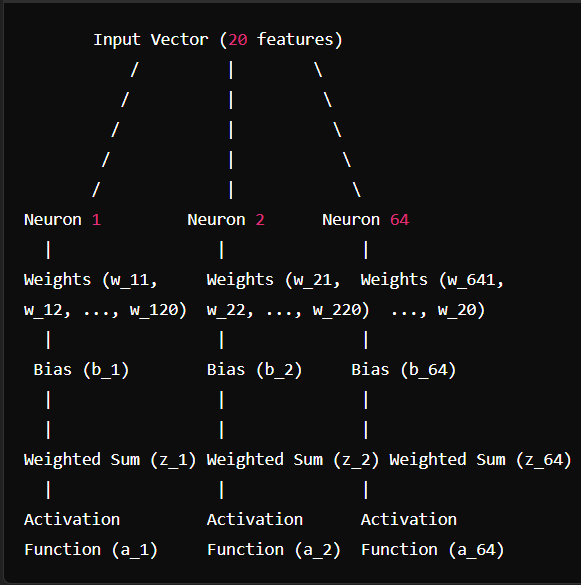 Input Vector (20 features)
/ | \
/ | \
/ | \
/ | \
/ | \
Neuron 1 Neuron 2 Neuron 64
| | |
Weights (w_11, Weights (w_21, Weights (w_641,
w_12, ..., w_120) w_22, ..., w_220) ..., w_20)
| | |
Bias (b_1) Bias (b_2) Bias (b_64)
| | |
| | |
Weighted Sum (z_1) Weighted Sum (z_2) Weighted Sum (z_64)
| | |
Activation Activation Activation
Function (a_1) Function (a_2) Function (a_64)